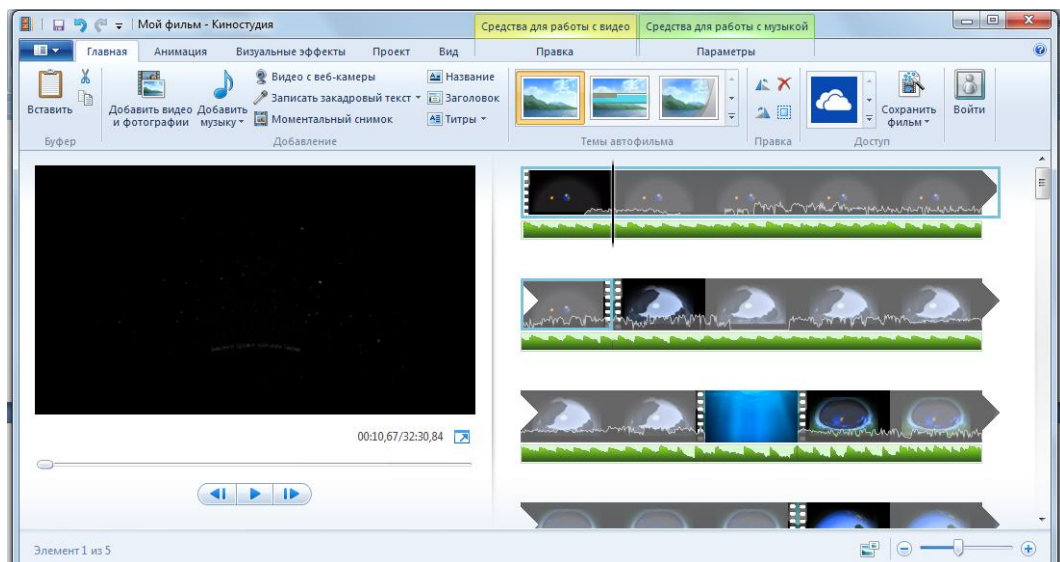 Мой фильм - Киностудия
Средства для работы с видео
Средства для работы с музыкой
Главная
Анимация
Визуальные эффекты
Проект
Вид
Правка
Параметры
Вставить
Добавить видео и фотографии
Добавить музыку
Видео с веб-камеры
Записать закадровый текст
Моментальный снимок
Название
Заголовок
Титры
Сохранить фильм
Войти
Буфер
Добавление
Темы автофильма
Правка
Доступ
00:10,67/32:30,84
Элемент 1 из 5